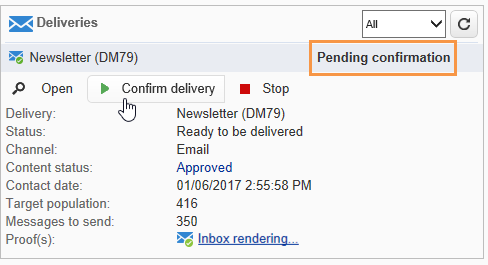 Deliveries All
Newsletter (DM79) Pending confirmation
Open Confirm delivery Stop
Delivery: Newsletter (DM79)
Status: Ready to be delivered
Channel: Email
Content status: Approved
Contact date: 01/06/2017 2:55:58 PM
Target population: 416
Messages to send: 350
Proof(s): Inbox rendering...